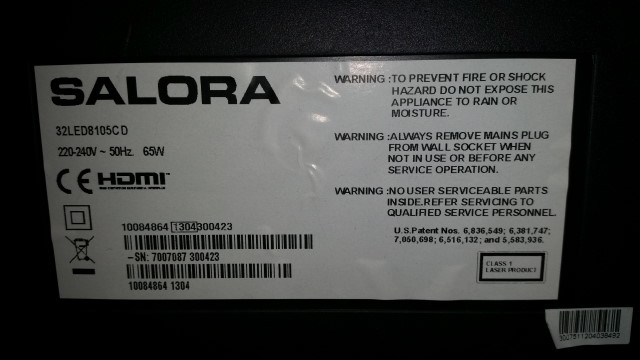 SALORA
32LED8105CD
220-240V ~ 50Hz. 65W
CE HDMI
10084864 1304300423
-SN: 7007087 300423
10084864 1304
WARNING :TO PREVENT FIRE OR SHOCK
HAZARD DO NOT EXPOSE THIS
APPLIANCE TO RAIN OR
MOISTURE.
WARNING :ALWAYS REMOVE MAINS PLUG
FROM WALL SOCKET WHEN
NOT IN USE OR BEFORE ANY
SERVICE OPERATION.
WARNING :NO USER SERVICEABLE PARTS
INSIDE.REFER SERVICING TO
QUALIFIED SERVICE PERSONNEL.
U.S.Patent Nos. 6,836,549; 6,381,747;
7,050,698; 6,516,132; and 5,583,936.
CLASS 1
LASER PRODUCT